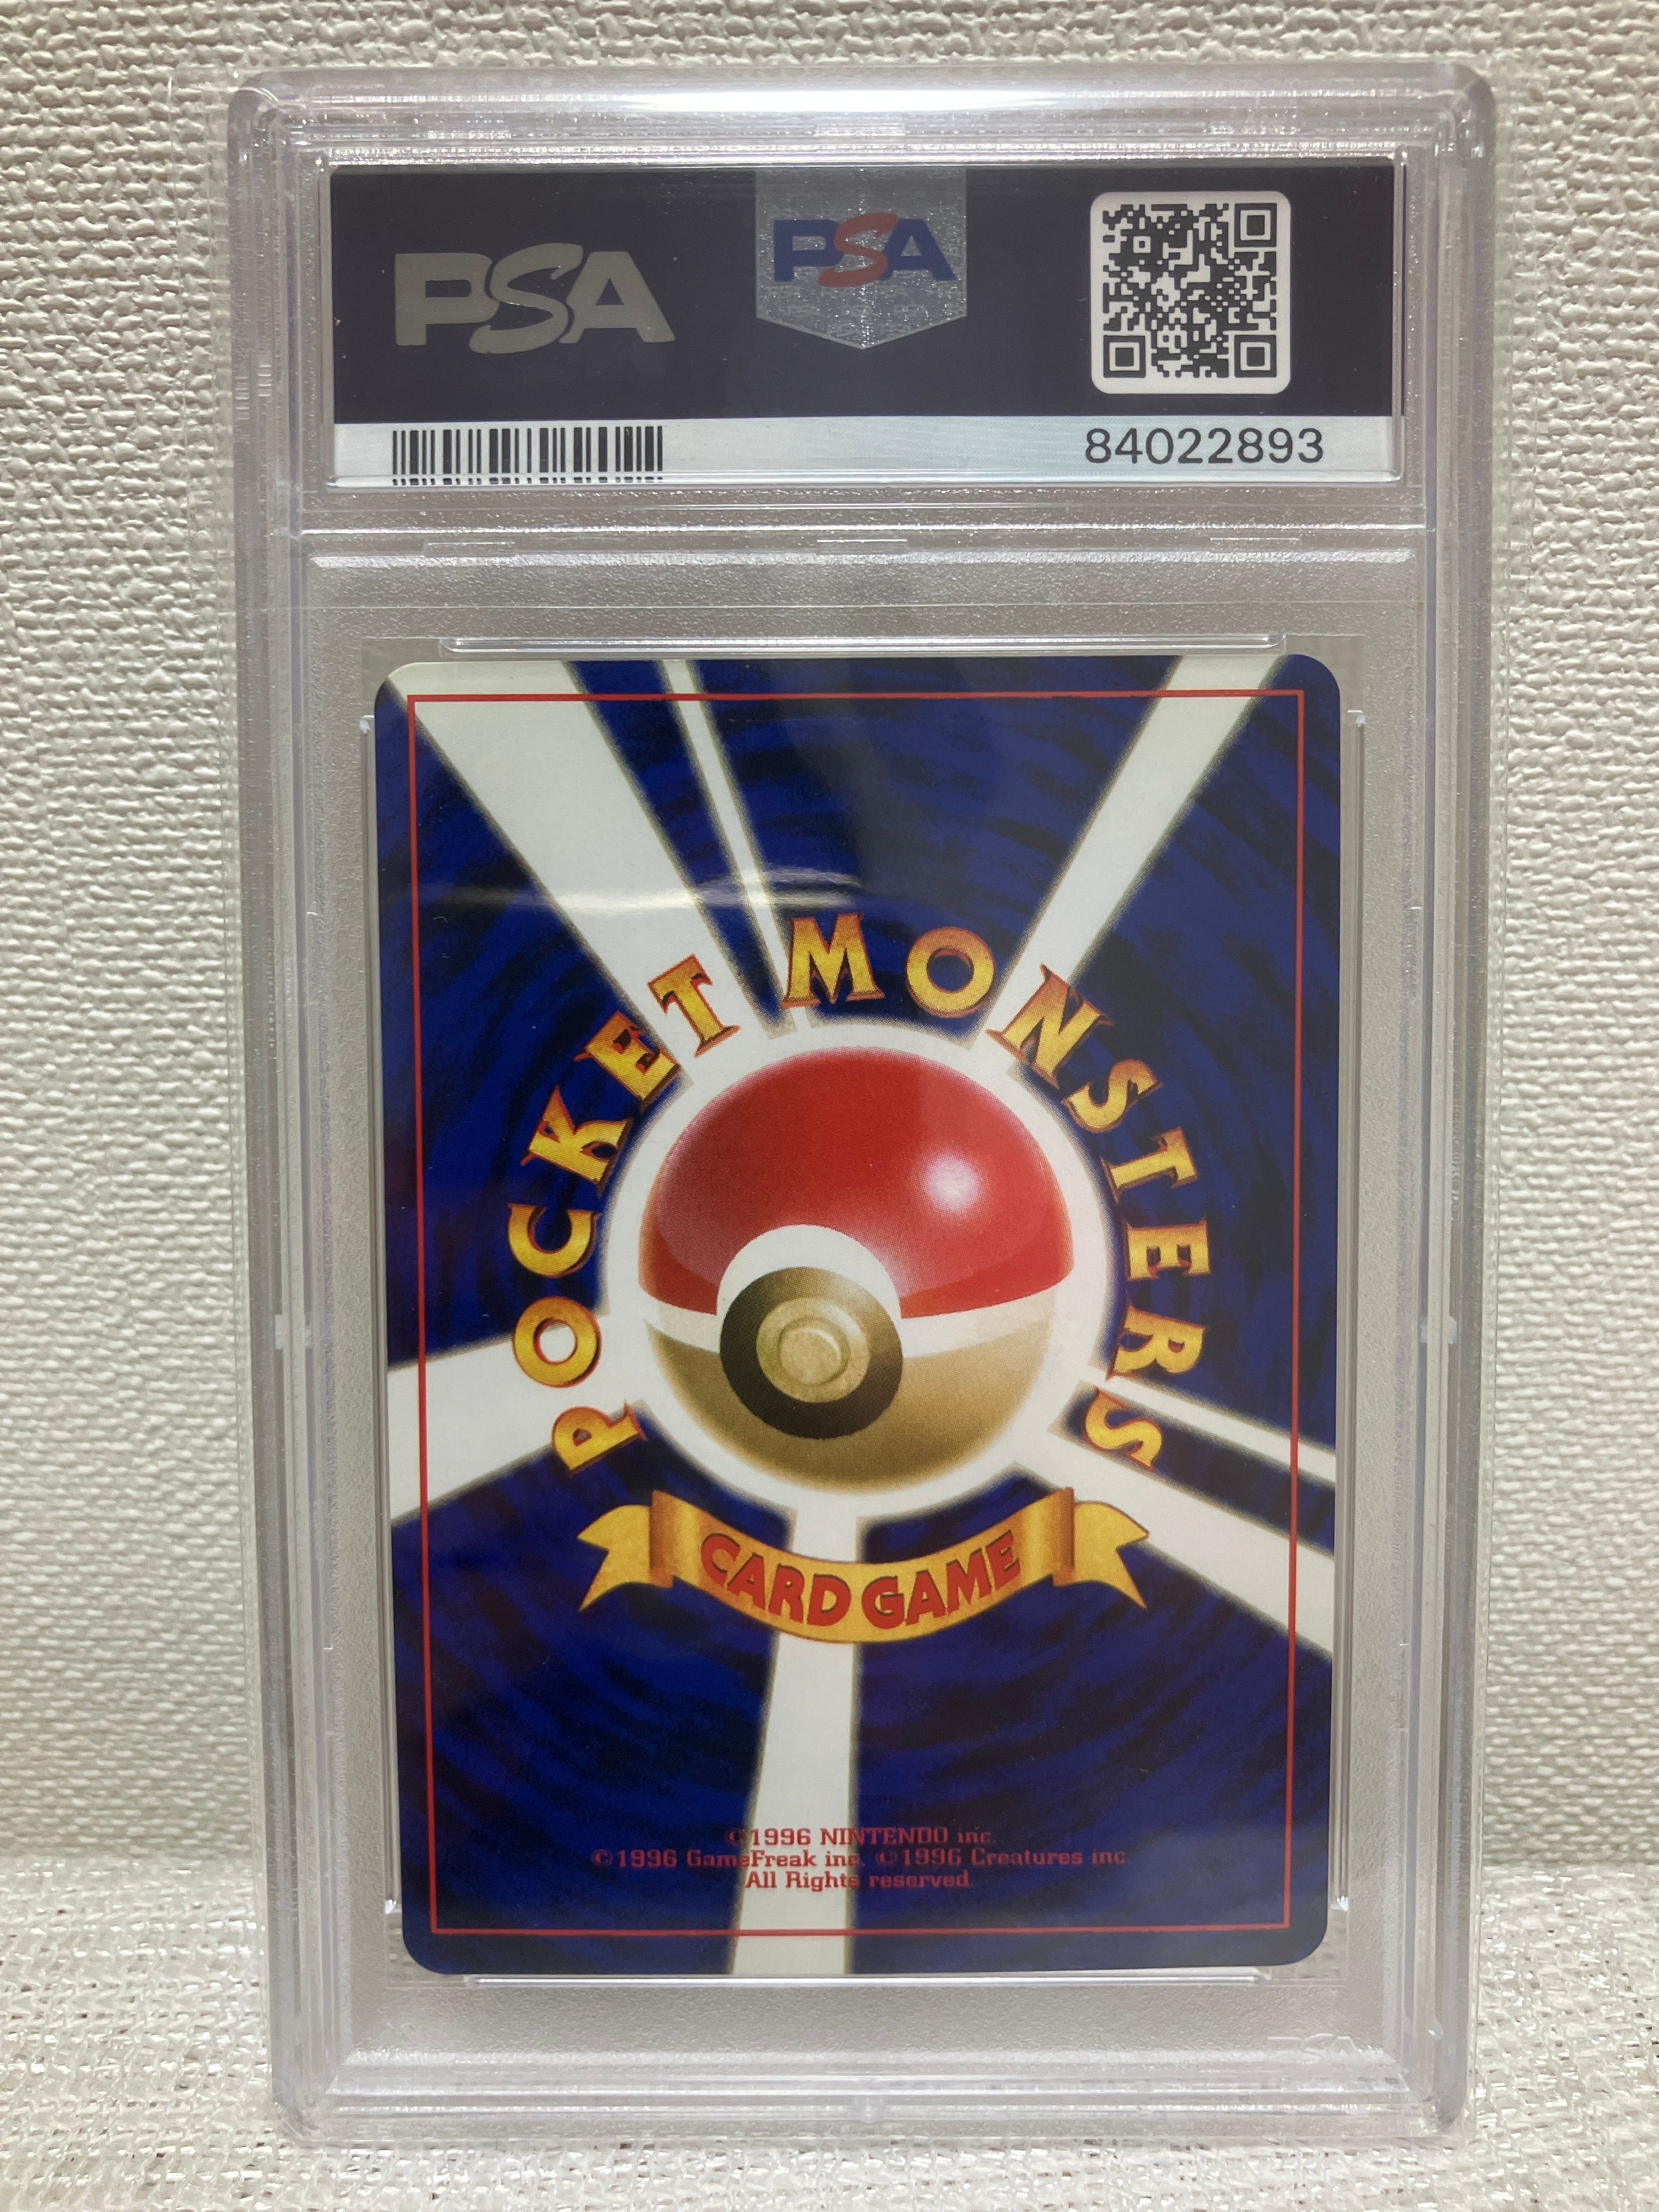 PSA
PSA
84022893
POCKET MONSTERS
CARD GAME
©1996 NINTENDO inc.
©1996 GameFreak inc. ©1996 Creatures inc.
All Rights reserved.
PSA